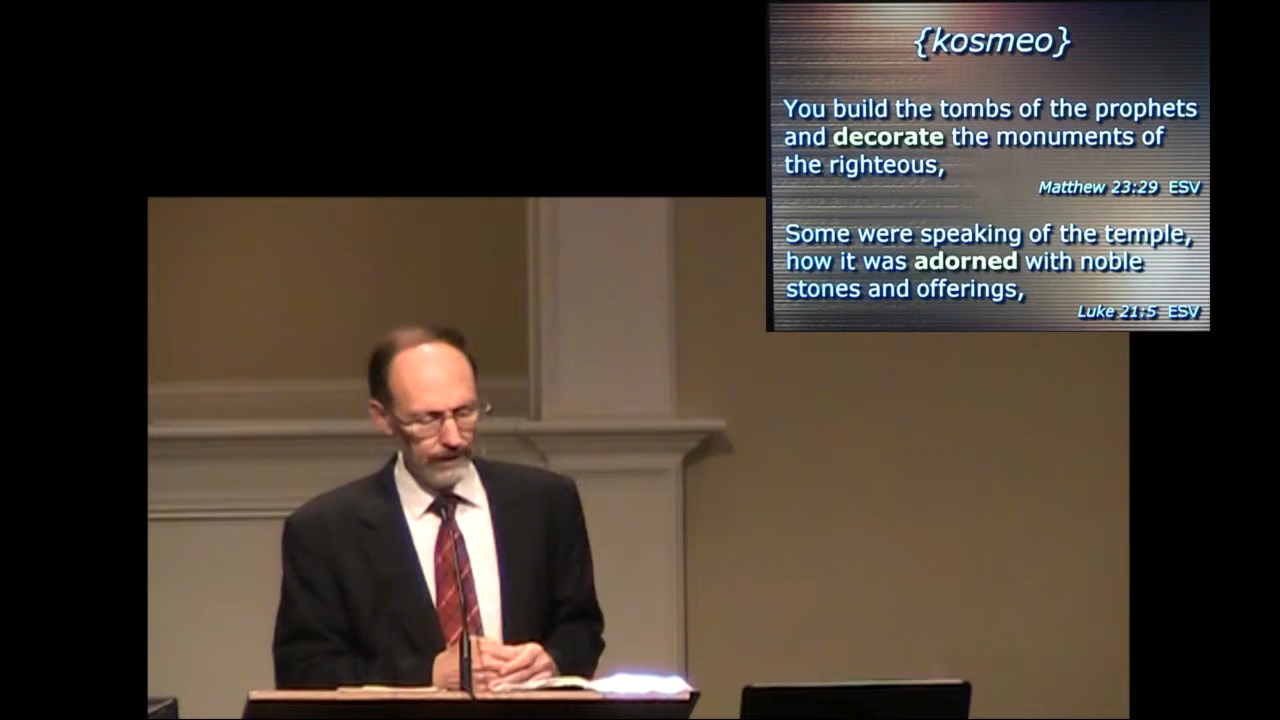 {kosmeo}
You build the tombs of the prophets
and decorate the monuments of
the righteous,
Matthew 23:29 ESV
Some were speaking of the temple,
how it was adorned with noble
stones and offerings,
Luke 21:5 ESV